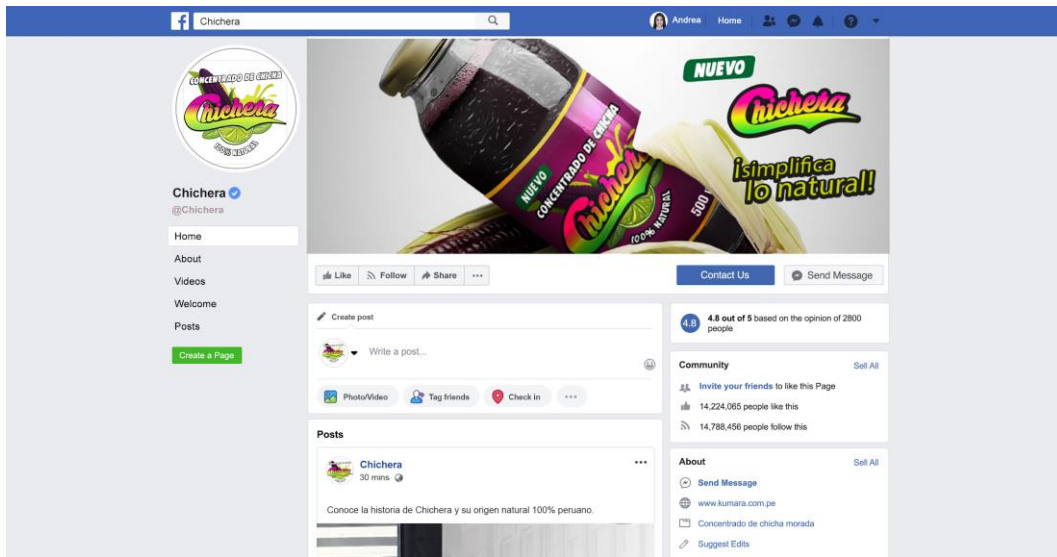 Chichera
Andrea
Home
CONCENTRADO DE CHICHA
Chichera
100% NATURAL
Chichera
@Chichera
Home
About
Videos
Welcome
Posts
Create a Page
NUEVO
CONCENTRADO DE CHICHA
Chichera
100% NATURAL
500
NUEVO
Chichera
¡simplifica
lo natural!
Like
Follow
Share
Contact Us
Send Message
Create post
Write a post...
Photo/Video
Tag friends
Check in
Posts
Chichera
30 mins
Conoce la historia de Chichera y su origen natural 100% peruano.
4.8
4.8 out of 5 based on the opinion of 2800
people
Community
Sell All
Invite your friends to like this Page
14,224,065 people like this
14,788,456 people follow this
About
Sell All
Send Message
www.kumara.com.pe
Concentrado de chicha morada
Suggest Edits